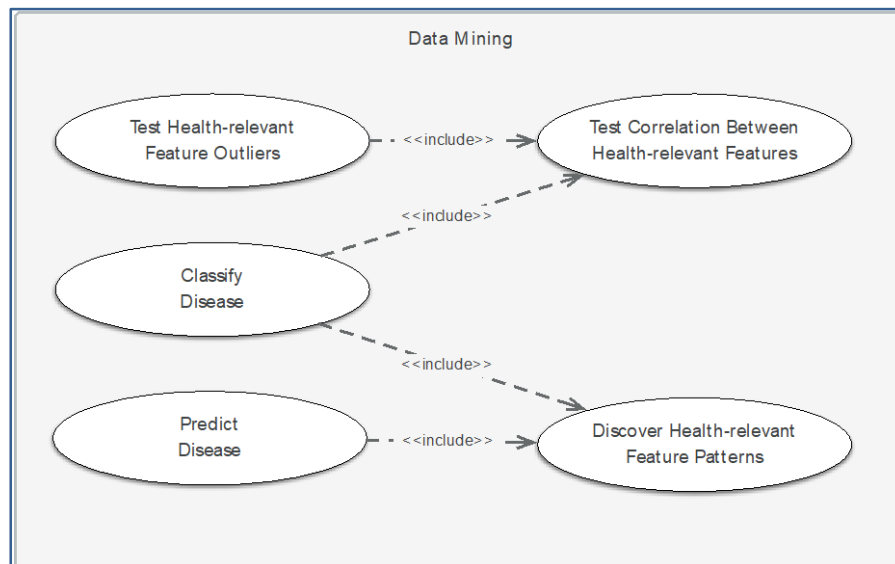 Data Mining
Test Health-relevant
Feature Outliers
<<include>>
Test Correlation Between
Health-relevant Features
<<include>>
Classify
Disease
<<include>>
Predict
Disease
<<include>>
Discover Health-relevant
Feature Patterns